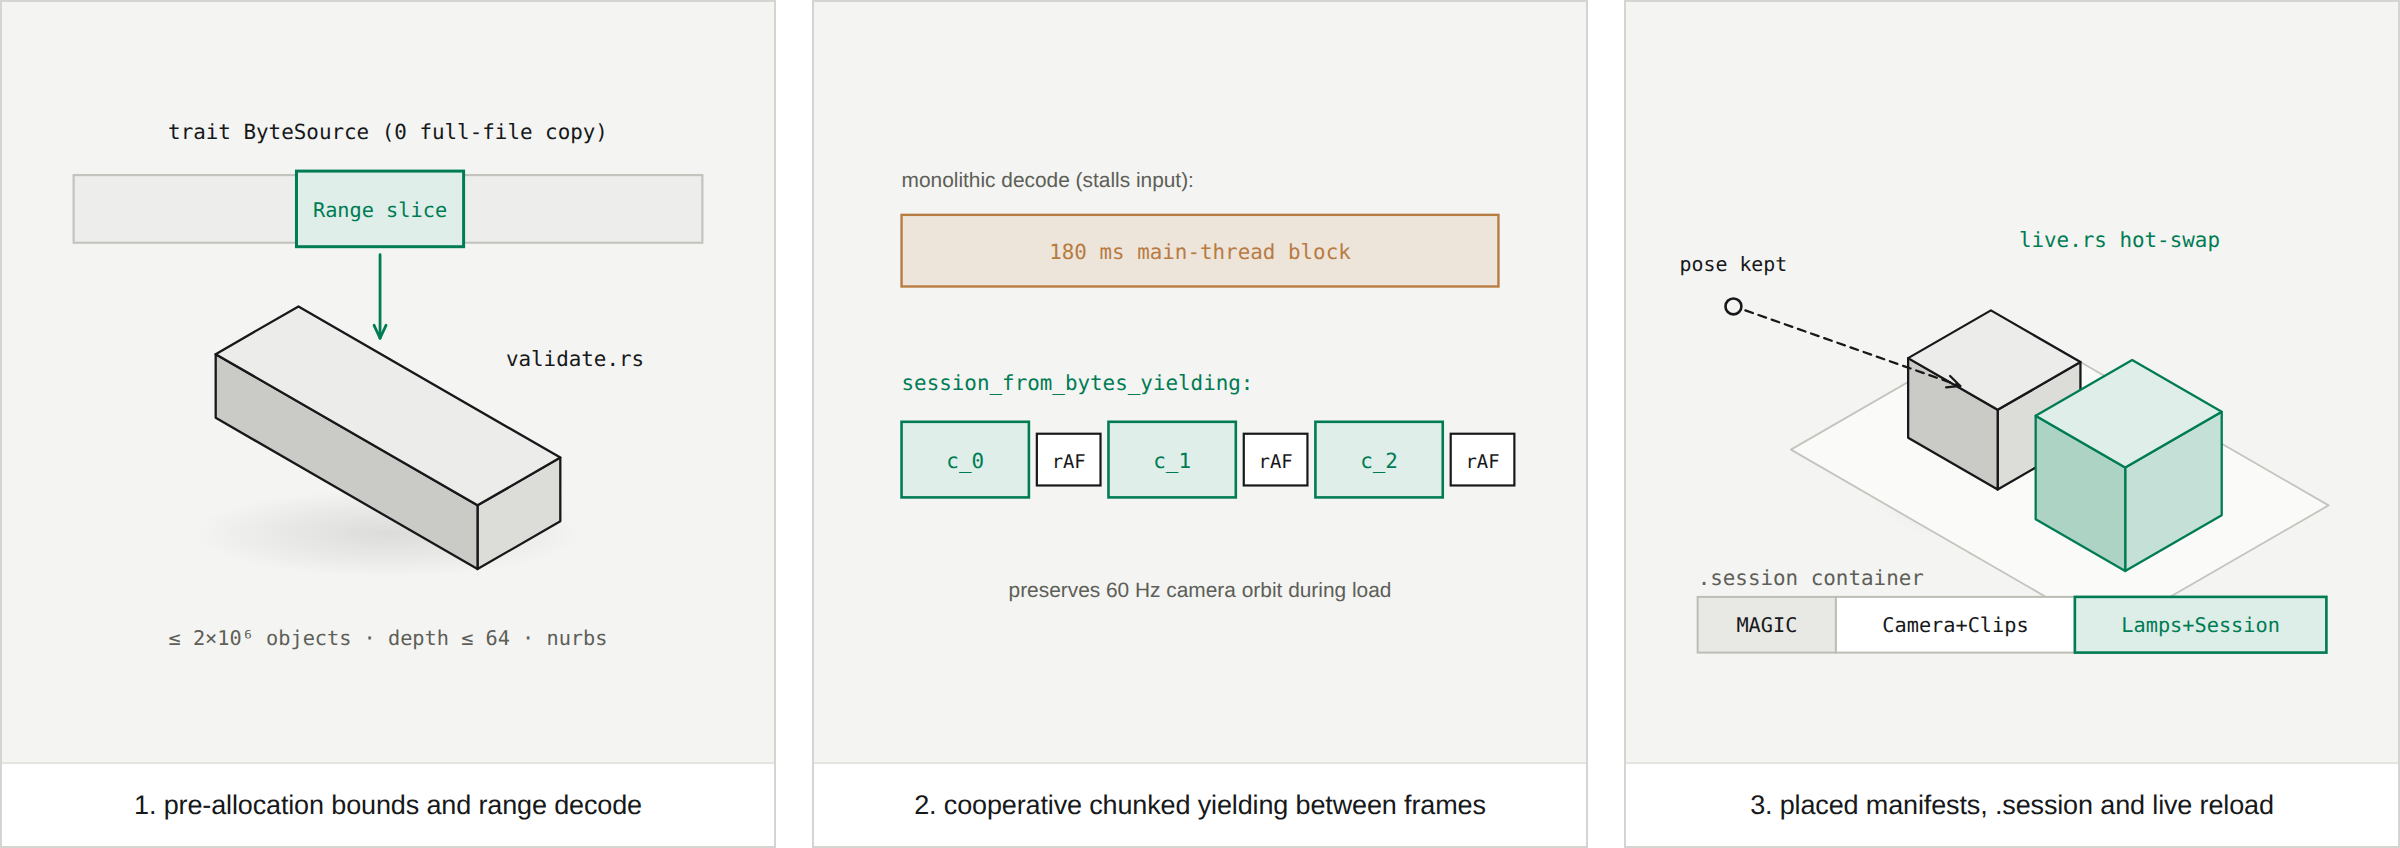 trait ByteSource (0 full-file copy)
Range slice
validate.rs
≤ 2×10⁶ objects · depth ≤ 64 · nurbs
1. pre-allocation bounds and range decode
monolithic decode (stalls input):
180 ms main-thread block
session_from_bytes_yielding:
c_0 rAF c_1 rAF c_2 rAF
preserves 60 Hz camera orbit during load
2. cooperative chunked yielding between frames
live.rs hot-swap
pose kept
.session container
MAGIC Camera+Clips Lamps+Session
3. placed manifests, .session and live reload